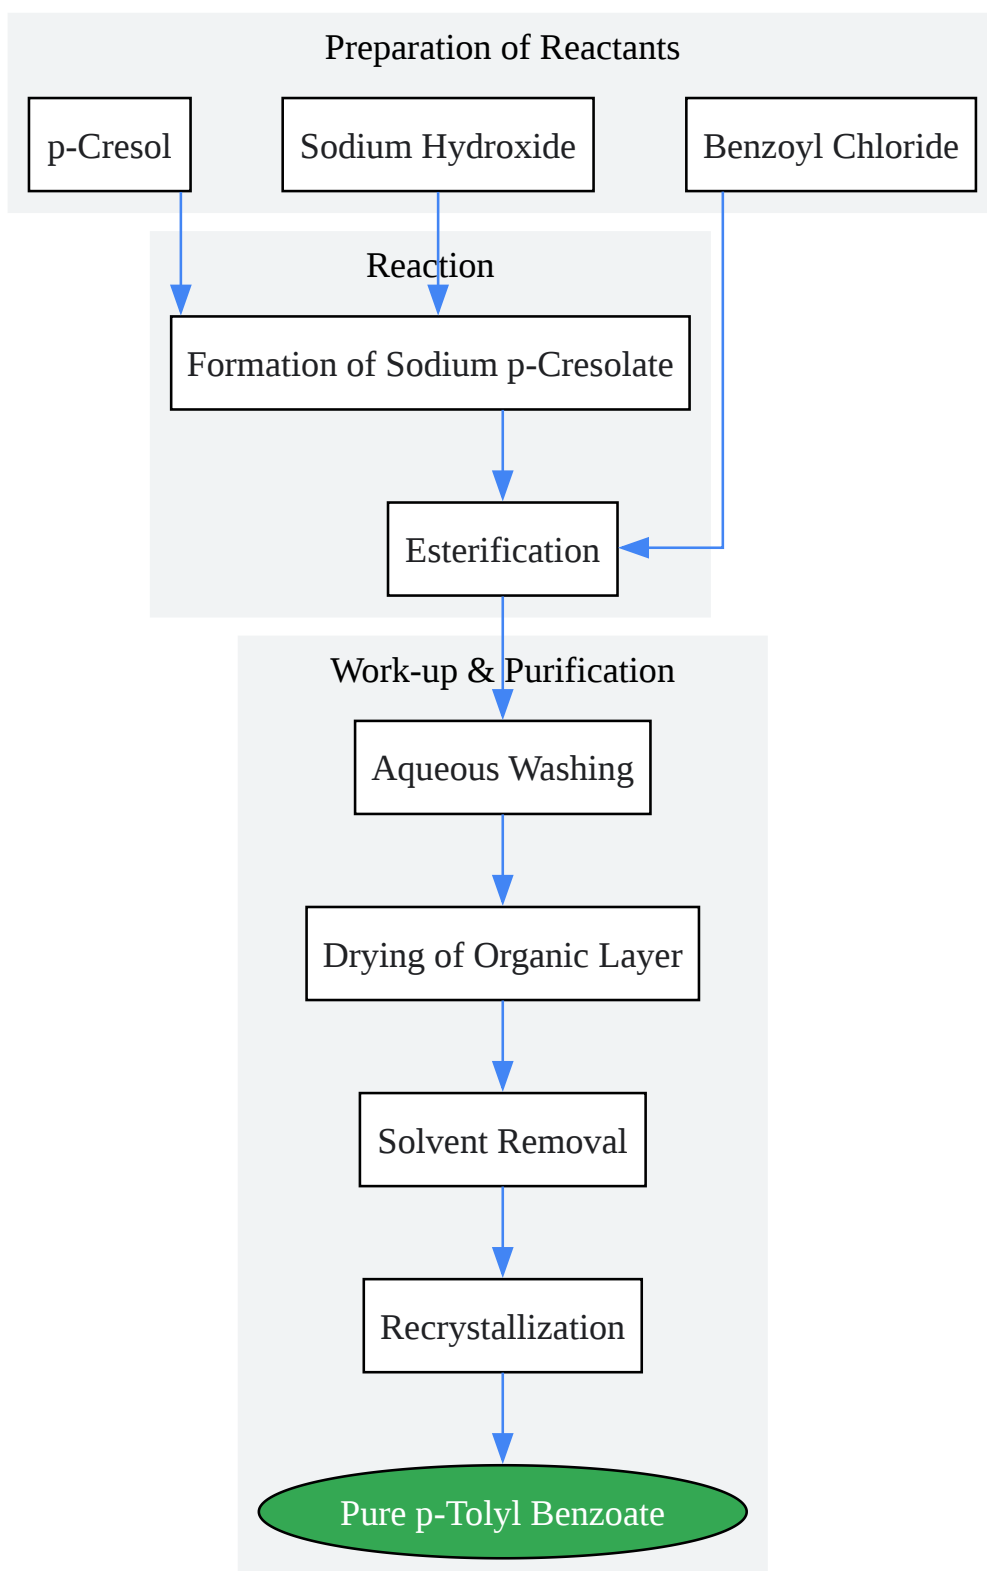 Preparation of Reactants
p-Cresol
Sodium Hydroxide
Benzoyl Chloride
Reaction
Formation of Sodium p-Cresolate
Esterification
Work-up & Purification
Aqueous Washing
Drying of Organic Layer
Solvent Removal
Recrystallization
Pure p-Tolyl Benzoate